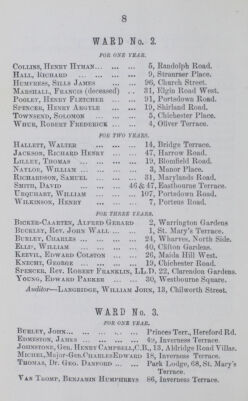 8
WARD No. 2.
FOR ONE YEAR.
COLLINS, HENRY HYMAN... ... ... 5, Randolph Road.
HALL, RICHARD ... ... ... ... 9, Stranraer Place.
HUMFRESS, SILLS JAMES ... ... 96, Church Street.
MARSHALL, FRANCIS (deceased) ... 31, Elgin Road West.
POOLEY, HENRY FLETCHER ... ... 91, Portsdown Road.
SPENCER, HENRY ARGYLE ... ... 19, Shirland Road.
TOWNSEND, SOLOMON ... ... ... 5, Chichester Place.
WHUR, ROBERT FREDERICK ... ... 4, Oliver Terrace.
FOR TWO YEARS.
HALLETT, WALTER ... ... ... 14, Bridge Terrace.
JACKSON, RICHARD HENRY ... ... 47, Harrow Road.
LILLEY, THOMAS ... ... ... ... 19, Blomfield Road.
NAYLOR, WILLIAM ... ... ... ... 3, Manor Place.
RICHARDSON, SAMUEL ... ... ... 31, Marylands Road.
SMITH, DAVID ... ... ... 46 & 47, Eastbourne Terrace.
URQUHART, WILLIAM ... ... ... 107, Portsdown Road.
WILKINSON, HENRY ... ... ... 7, Porteus Road.
FOR THREE YEARS.
BICKER-CAARTEN, ALFRED GERARD 2, Warrington Gardens
BUCKLEY, REV. JOHN WALL ... ... 1, St. Mary's Terrace.
BURLEY, CHARLES ... ... ... ... 24, Wharves, North Side.
ELLIS, WILLIAM ... ... ... ... 40, Clifton Gardens.
KEEVIL, EDWARD COLSTON ... ... 26, Maida Hill West.
KNECHT, GEORGE ... ... ... ... 19, Chichester Street.
SPENCER, REV. ROBERT FRANKLIN, LL.D. 22, Clarendon Gardens.
YOUNG, EDWARD PARKER ... ... 30, Westbourne Square.
Auditor—LANGRIDGE, WILLIAM JOHN, 13, Chilworth Street.
WARD No. 3.
FOR ONE YEAR.
BURLEY, JOHN... ... ... ... Princes Terr., Hereford Rd.
EDMESTON, JAMES ... ... ... 42, Inverness Terrace.
JOHNSTONE, Gen. HENRY CAMPBELL, C.B., 13, Aldridge Road Villas.
MICHEL, Major-Gen. CHARLES EDWARD 18, Inverness Terrace.
THOMAS, Dr. GEO. DANFORD ... Park Lodge, 68, St. Mary's
Terrace.
VAN TROMP, BENJAMIN HUMPHRYS 86, Inverness Terrace.